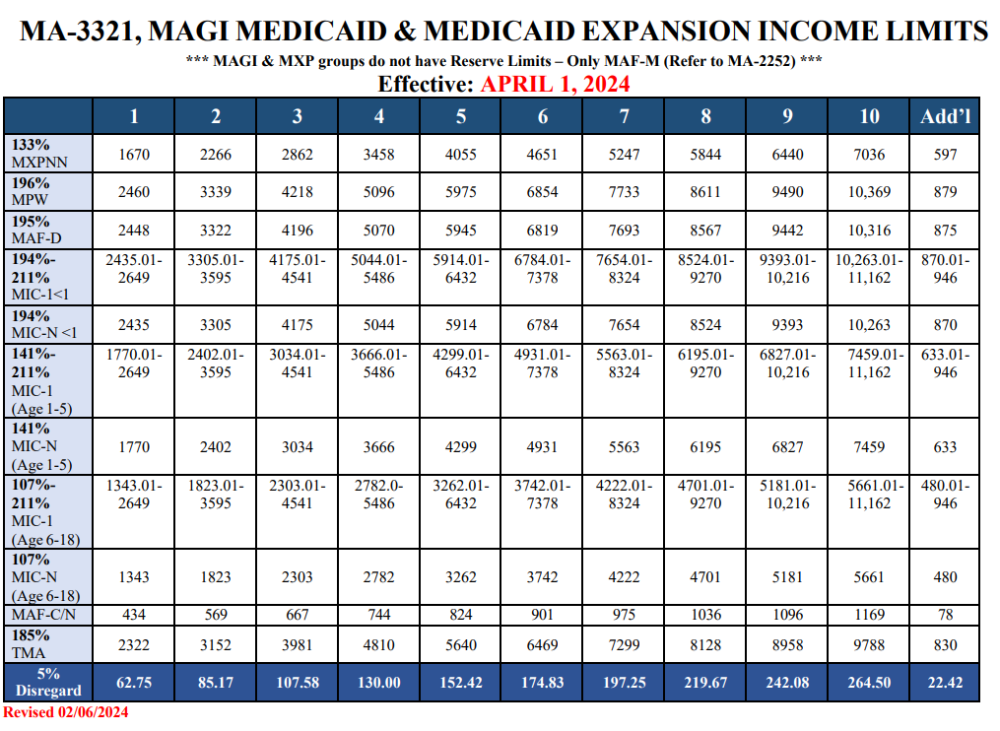 MA-3321, MAGI MEDICAID & MEDICAID EXPANSION INCOME LIMITS
*** MAGI & MXP groups do not have Reserve Limits – Only MAF-M (Refer to MA-2252) ***
Effective: APRIL 1, 2024
1 2 3 4 5 6 7 8 9 10 Add’l
133%
MXPNN 1670 2266 2862 3458 4055 4651 5247 5844 6440 7036 597
196%
MPW 2460 3339 4218 5096 5975 6854 7733 8611 9490 10,369 879
195%
MAF-D 2448 3322 4196 5070 5945 6819 7693 8567 9442 10,316 875
194%- 2435.01- 3305.01- 4175.01- 5044.01- 5914.01- 6784.01- 7654.01- 8524.01- 9393.01- 10,263.01- 870.01-
211% 2649 3595 4541 5486 6432 7378 8324 9270 10,216 11,162 946
MIC-1<1
194%
MIC-N <1 2435 3305 4175 5044 5914 6784 7654 8524 9393 10,263 870
141%- 1770.01- 2402.01- 3034.01- 3666.01- 4299.01- 4931.01- 5563.01- 6195.01- 6827.01- 7459.01- 633.01-
211% 2649 3595 4541 5486 6432 7378 8324 9270 10,216 11,162 946
MIC-1
(Age 1-5)
141%
MIC-N 1770 2402 3034 3666 4299 4931 5563 6195 6827 7459 633
(Age 1-5)
107%- 1343.01- 1823.01- 2303.01- 2782.0- 3262.01- 3742.01- 4222.01- 4701.01- 5181.01- 5661.01- 480.01-
211% 2649 3595 4541 5486 6432 7378 8324 9270 10,216 11,162 946
MIC-1
(Age 6-18)
107%
MIC-N 1343 1823 2303 2782 3262 3742 4222 4701 5181 5661 480
(Age 6-18)
MAF-C/N 434 569 667 744 824 901 975 1036 1096 1169 78
185%
TMA 2322 3152 3981 4810 5640 6469 7299 8128 8958 9788 830
5%
Disregard 62.75 85.17 107.58 130.00 152.42 174.83 197.25 219.67 242.08 264.50 22.42
Revised 02/06/2024